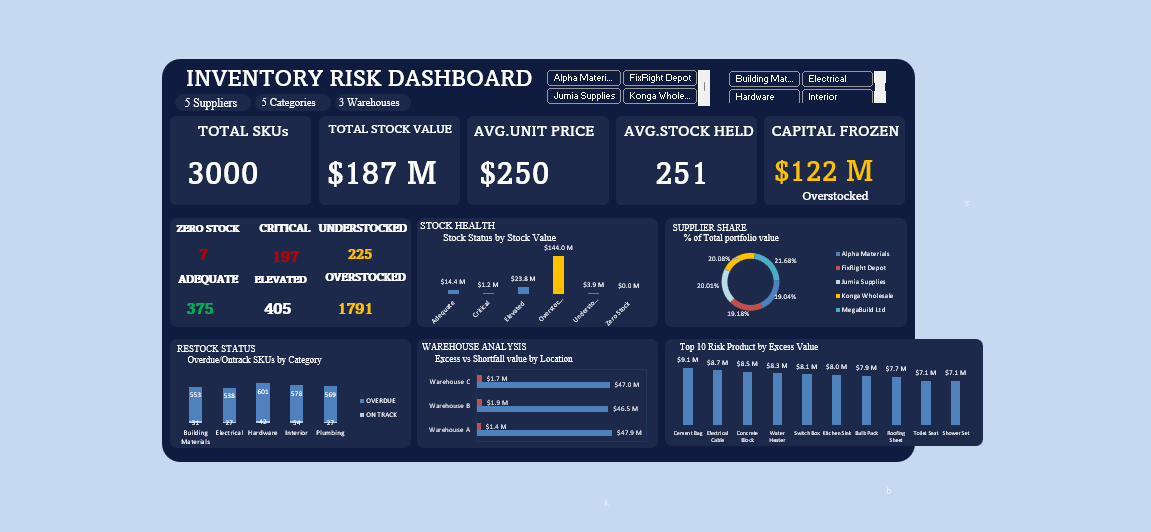 INVENTORY RISK DASHBOARD
5 Suppliers 5 Categories 3 Warehouses
Alpha Materi... FixRight Depot
Jumia Supplies Konga Whole...
Building Mat... Electrical
Hardware Interior
TOTAL SKUs
3000
TOTAL STOCK VALUE
$187 M
AVG.UNIT PRICE
$250
AVG.STOCK HELD
251
CAPITAL FROZEN
$122 M
Overstocked
ZERO STOCK CRITICAL UNDERSTOCKED
7 197 225
ADEQUATE ELEVATED OVERSTOCKED
375 405 1791
STOCK HEALTH
Stock Status by Stock Value
$14.4 M $1.2 M $23.8 M $144.0 M $3.9 M $0.0 M
Adequate Critical Elevated Overstoc... Understo... Zero Stock
SUPPLIER SHARE
% of Total portfolio value
20.08% 21.68%
20.01% 19.04%
19.18%
Alpha Materials
FixRight Depot
Jumia Supplies
Konga Wholesale
MegaBuild Ltd
RESTOCK STATUS
Overdue/Ontrack SKUs by Category
553 538 601 578 569
31 27 42 34 27
Building Materials Electrical Hardware Interior Plumbing
OVERDUE
ON TRACK
WAREHOUSE ANALYSIS
Excess vs Shortfall value by Location
Warehouse C $1.7 M $47.0 M
Warehouse B $1.9 M $46.5 M
Warehouse A $1.4 M $47.9 M
Top 10 Risk Product by Excess Value
$9.1 M $8.7 M $8.5 M $8.3 M $8.1 M $8.0 M $7.9 M $7.7 M $7.1 M $7.1 M
Cement Bag Electrical Cable Concrete Block Water Heater Switch Box Kitchen Sink Bulb Pack Roofing Sheet Toilet Seat Shower Set
b